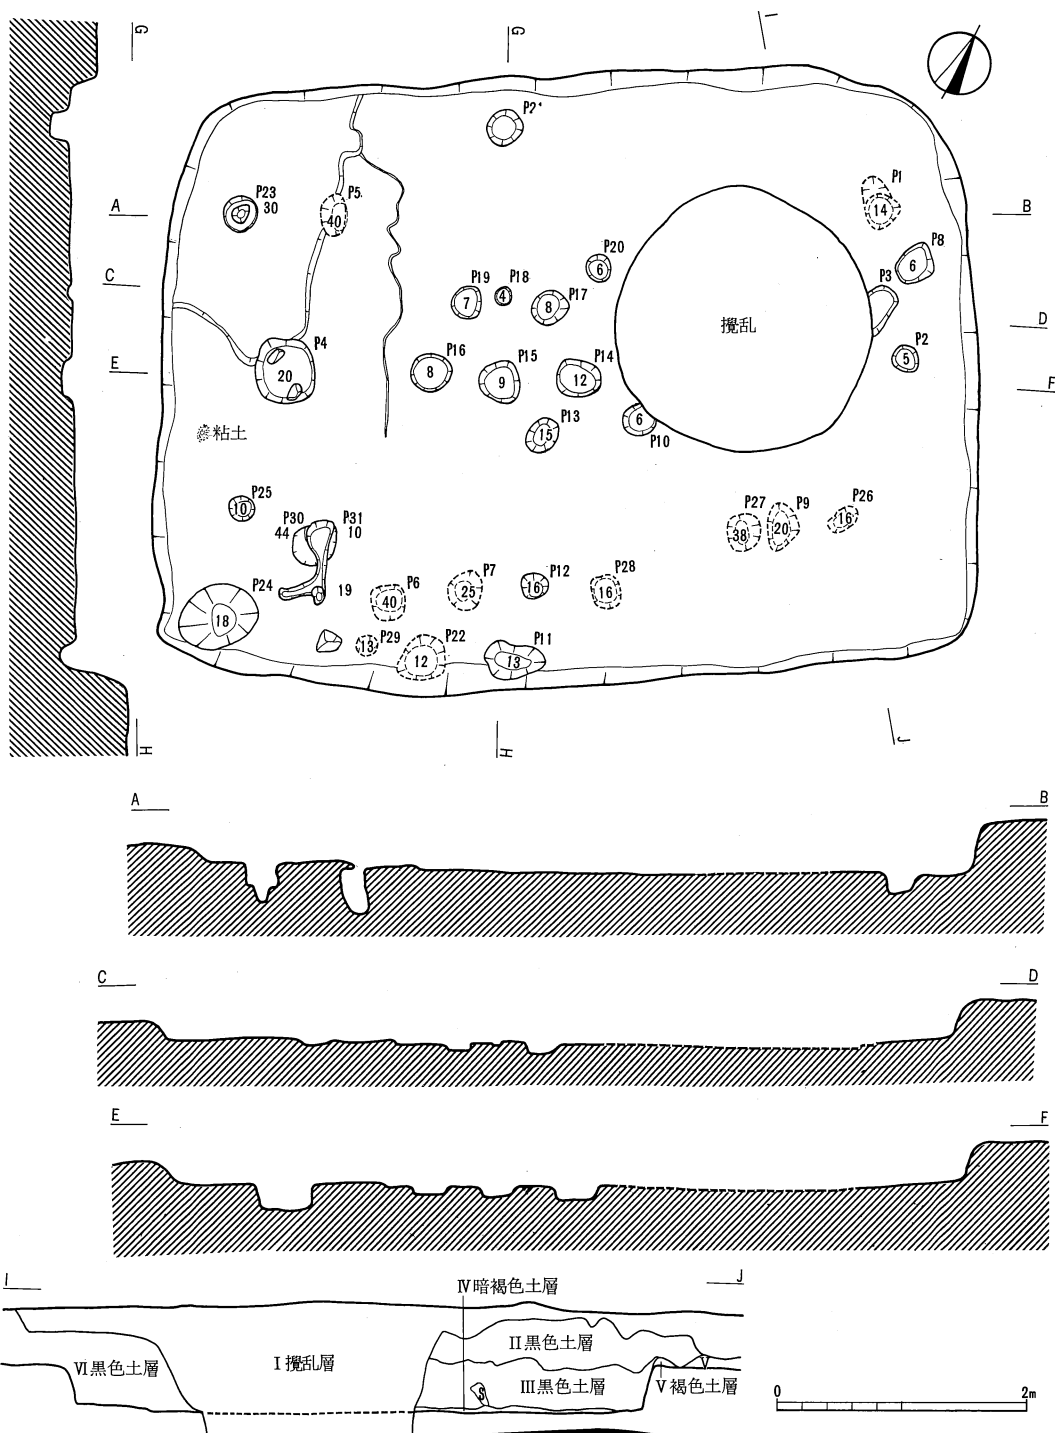 G
G
I
P2
P23
30
P5
40
P1
14
A
B
P8
6
P20
6
C
P19
7
P18
4
P17
8
P3
攪乱
D
P4
20
P16
8
P15
9
P14
12
P2
5
E
F
P13
15
6
P10
粘土
P25
10
P30
44
P31
10
P27
38
P9
20
P26
16
P24
18
19
P6
40
P7
25
P12
16
P28
16
13
P29
P22
12
P11
13
H
H
J
A
B
C
D
E
F
I
J
Ⅳ暗褐色土層
Ⅱ黒色土層
Ⅵ黒色土層
Ⅰ攪乱層
Ⅴ
Ⅲ黒色土層
Ⅴ褐色土層
S
0
2m